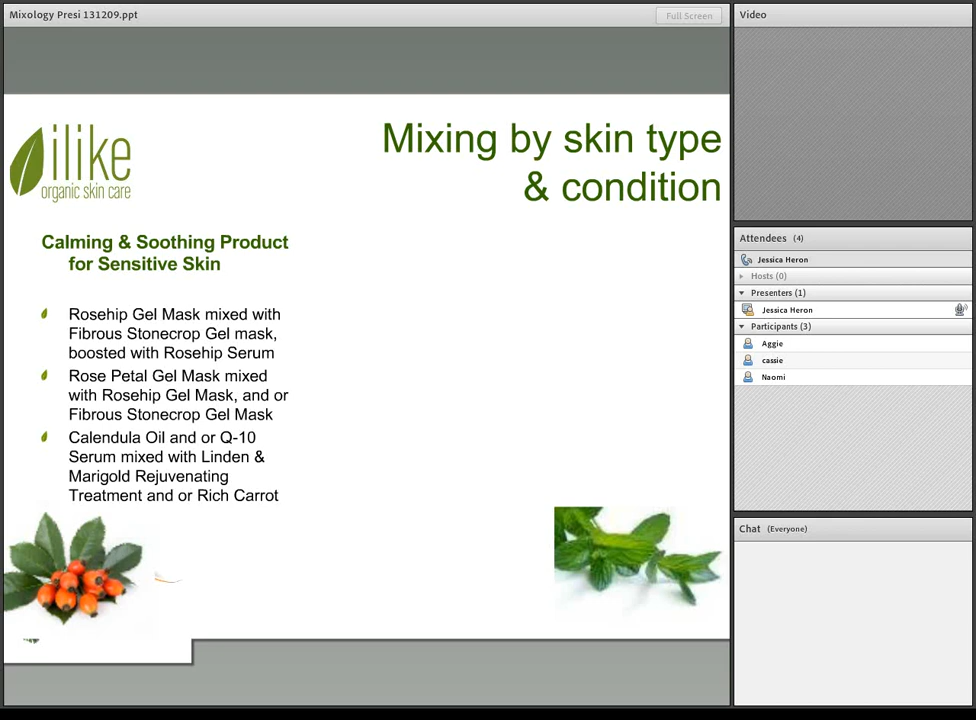 Mixology Presi 131209.ppt
Full Screen
ilike
organic skin care
Mixing by skin type
& condition
Calming & Soothing Product
for Sensitive Skin
Rosehip Gel Mask mixed with
Fibrous Stonecrop Gel mask,
boosted with Rosehip Serum
Rose Petal Gel Mask mixed
with Rosehip Gel Mask, and or
Fibrous Stonecrop Gel Mask
Calendula Oil and or Q-10
Serum mixed with Linden &
Marigold Rejuvenating
Treatment and or Rich Carrot
Video
Attendees (4)
Jessica Heron
Hosts (0)
Presenters (1)
Jessica Heron
Participants (3)
Aggie
cassie
Naomi
Chat (Everyone)